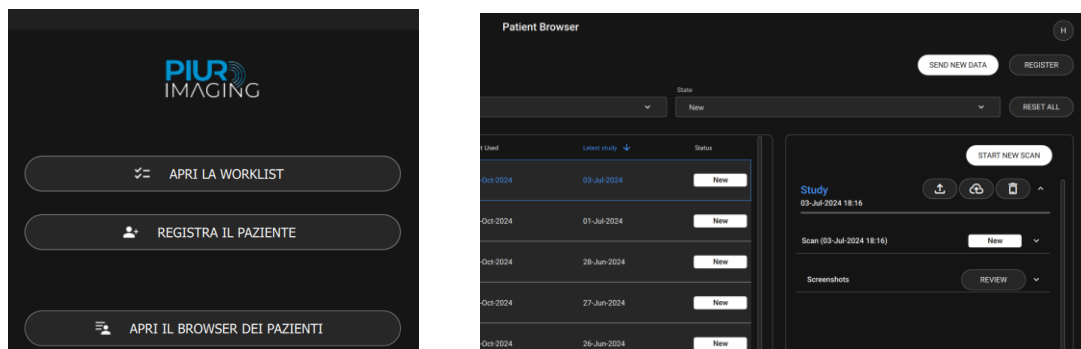 PIUR
IMAGING
APRI LA WORKLIST
REGISTRA IL PAZIENTE
APRI IL BROWSER DEI PAZIENTI
Patient Browser
H
SEND NEW DATA
REGISTER
State
New
RESET ALL
t Used
Latest study
Status
-Oct-2024 03-Jul-2024 New
-Oct-2024 01-Jul-2024 New
-Oct-2024 28-Jun-2024 New
-Oct-2024 27-Jun-2024 New
-Oct-2024 26-Jun-2024 New
START NEW SCAN
Study
03-Jul-2024 18:16
Scan (03-Jul-2024 18:16) New
Screenshots REVIEW